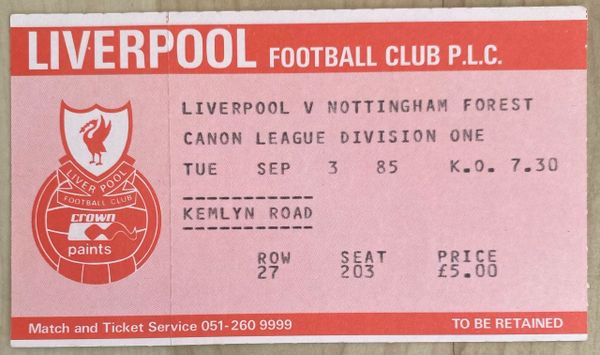 LIVERPOOL FOOTBALL CLUB P.L.C.
LIVERPOOL V NOTTINGHAM FOREST
CANON LEAGUE DIVISION ONE
TUE SEP 3 85 K.O. 7.30
KEMLYN ROAD
ROW SEAT PRICE
27 203 £5.00
LIVER POOL
FOOTBALL CLUB
crown
paints
Match and Ticket Service 051-260 9999 TO BE RETAINED